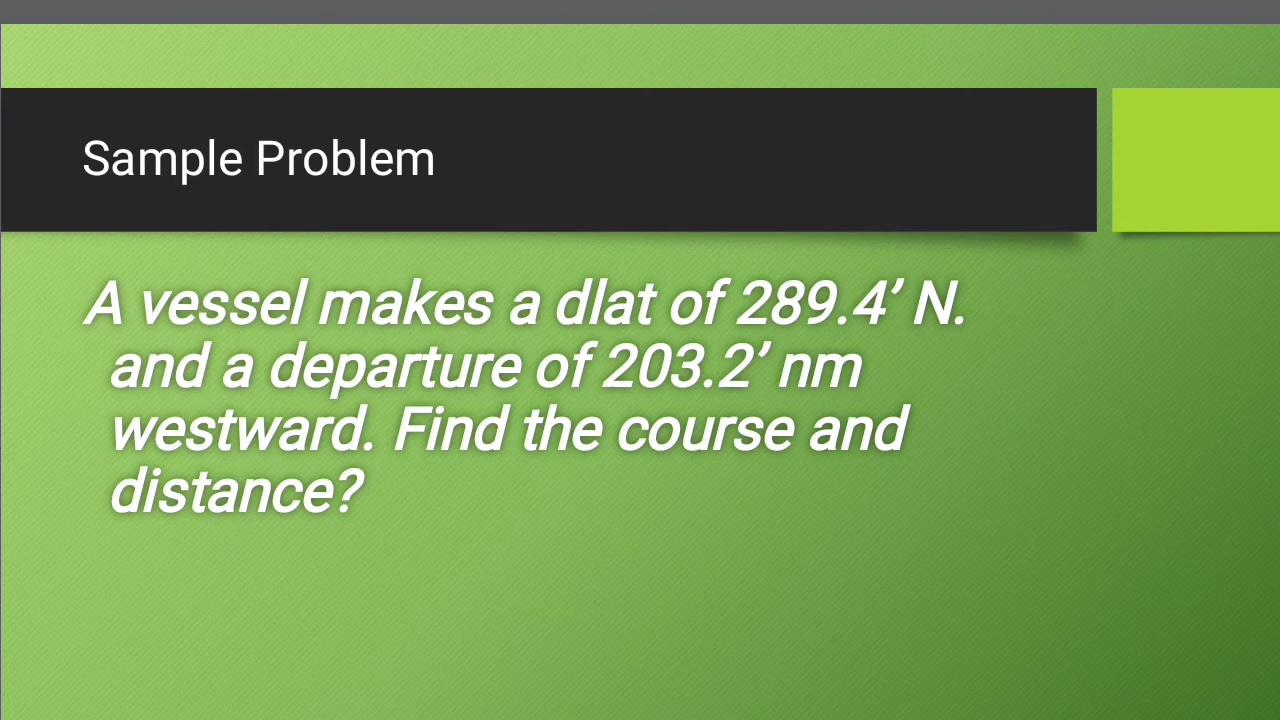 Sample Problem
A vessel makes a dlat of 289.4’ N.
and a departure of 203.2’ nm
westward. Find the course and
distance?